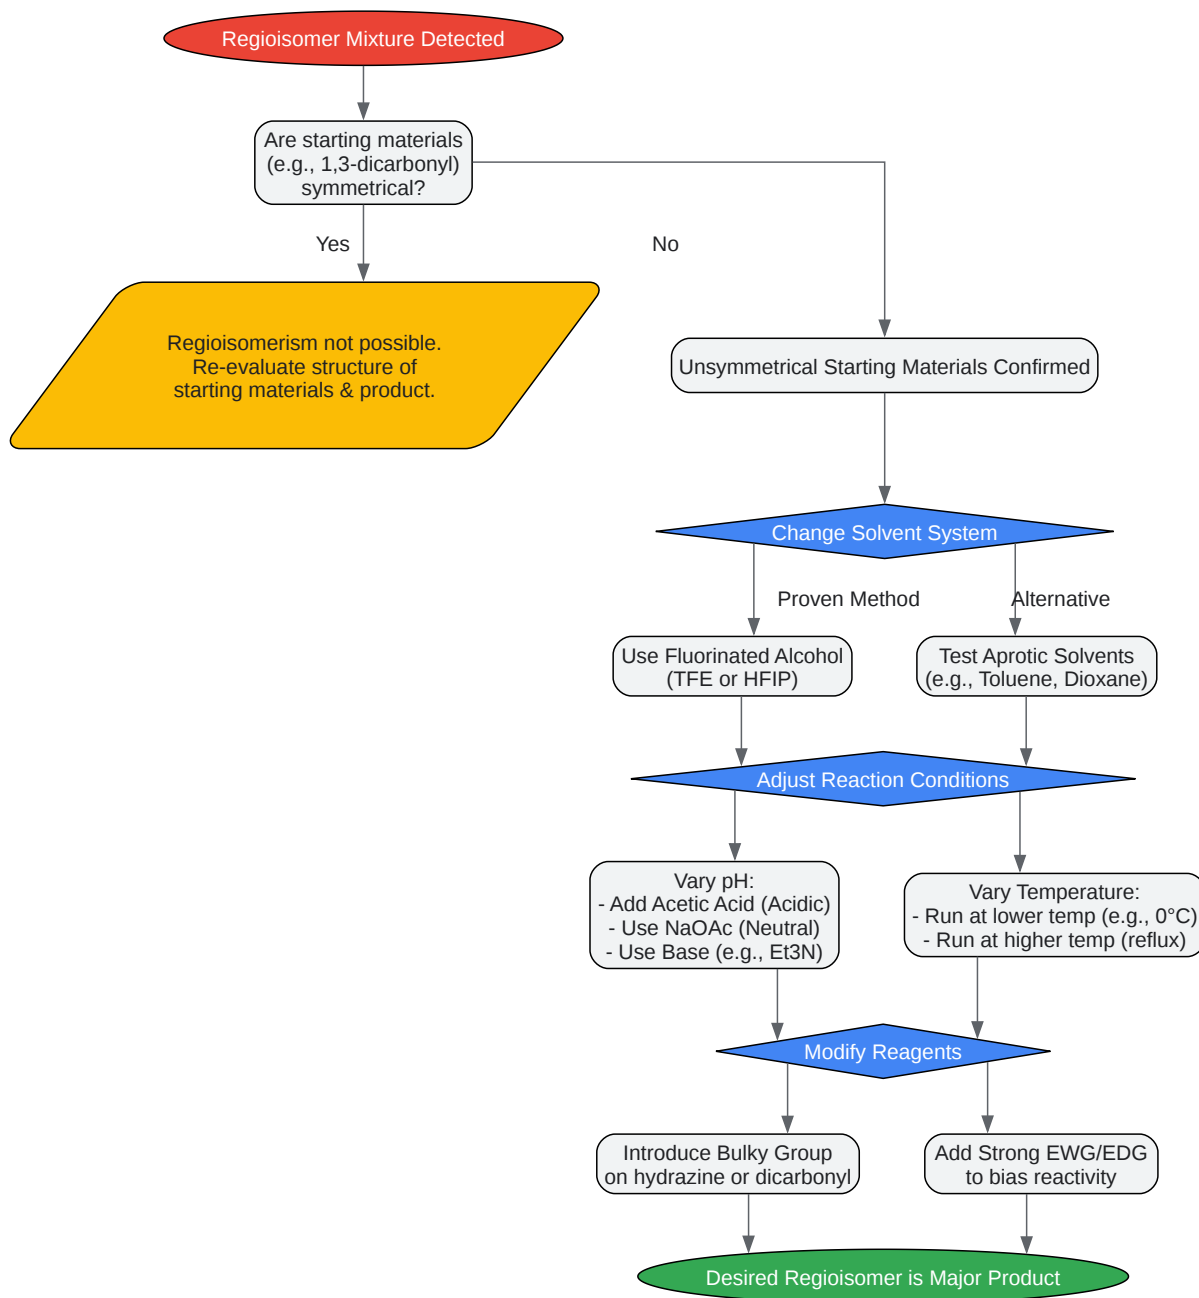 Regioisomer Mixture Detected
Are starting materials
(e.g., 1,3-dicarbonyl)
symmetrical?
Yes
No
Regioisomerism not possible.
Re-evaluate structure of
starting materials & product.
Unsymmetrical Starting Materials Confirmed
Change Solvent System
Proven Method
Alternative
Use Fluorinated Alcohol
(TFE or HFIP)
Test Aprotic Solvents
(e.g., Toluene, Dioxane)
Adjust Reaction Conditions
Vary pH:
- Add Acetic Acid (Acidic)
- Use NaOAc (Neutral)
- Use Base (e.g., Et3N)
Vary Temperature:
- Run at lower temp (e.g., 0°C)
- Run at higher temp (reflux)
Modify Reagents
Introduce Bulky Group
on hydrazine or dicarbonyl
Add Strong EWG/EDG
to bias reactivity
Desired Regioisomer is Major Product